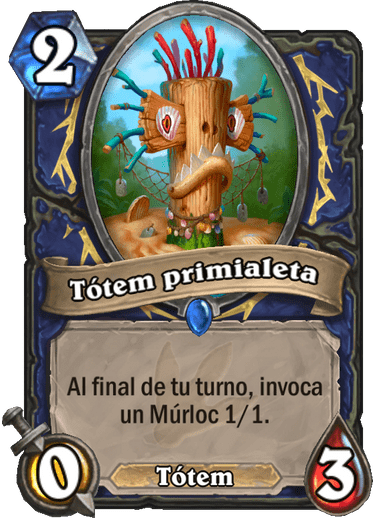 2
Tótem primialeta
Al final de tu turno, invoca
un Múrloc 1/1.
0
Tótem
3